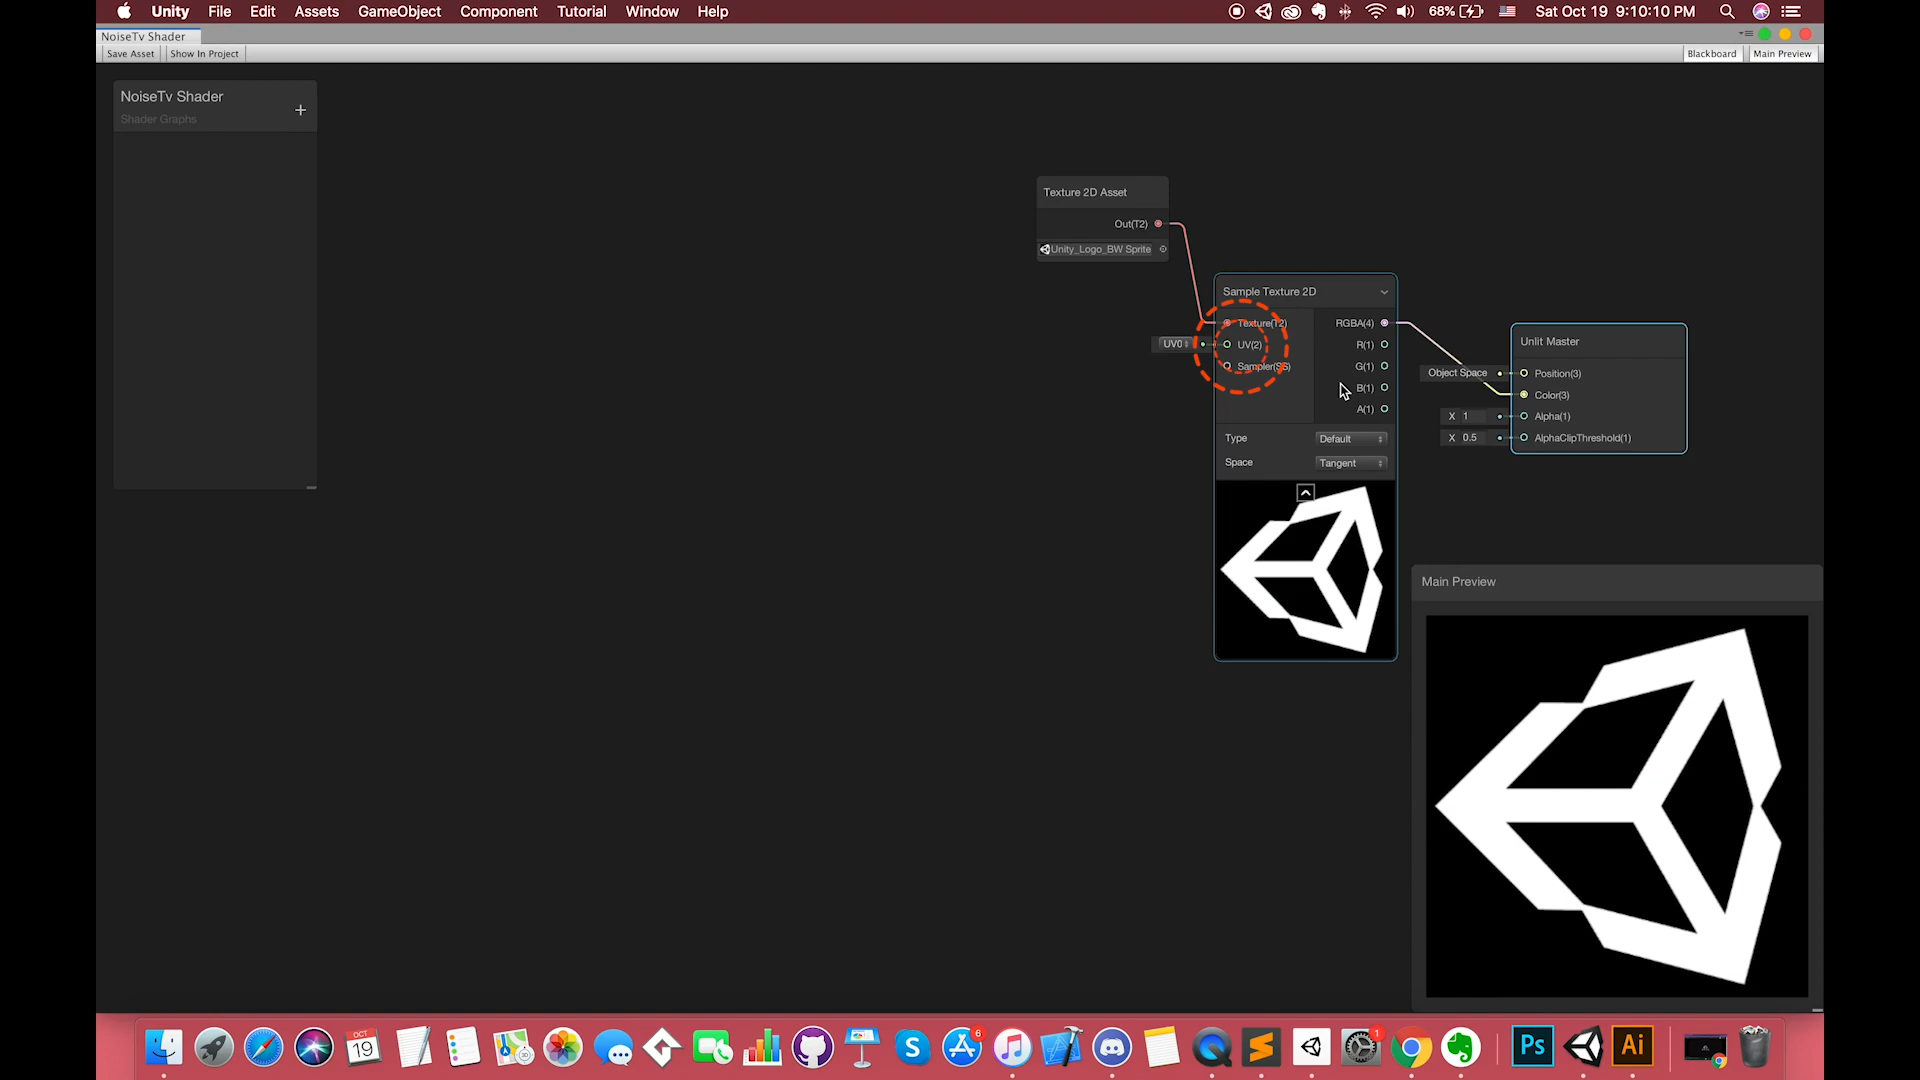 Unity File Edit Assets GameObject Component Tutorial Window Help 68% Sat Oct 19 9:10:10 PM
NoiseTv Shader
Save Asset Show In Project Blackboard Main Preview
NoiseTv Shader +
Shader Graphs
Texture 2D Asset
Out(T2)
Unity_Logo_BW Sprite
Sample Texture 2D
Texture(T2) RGBA(4)
UV0 UV(2) R(1)
Sampler(SS) G(1)
B(1)
A(1)
Type Default
Space Tangent
Unlit Master
Object Space Position(3)
Color(3)
X 1 Alpha(1)
X 0.5 AlphaClipThreshold(1)
Main Preview
OCT
19
3D
S
6
1
Ps
Ai